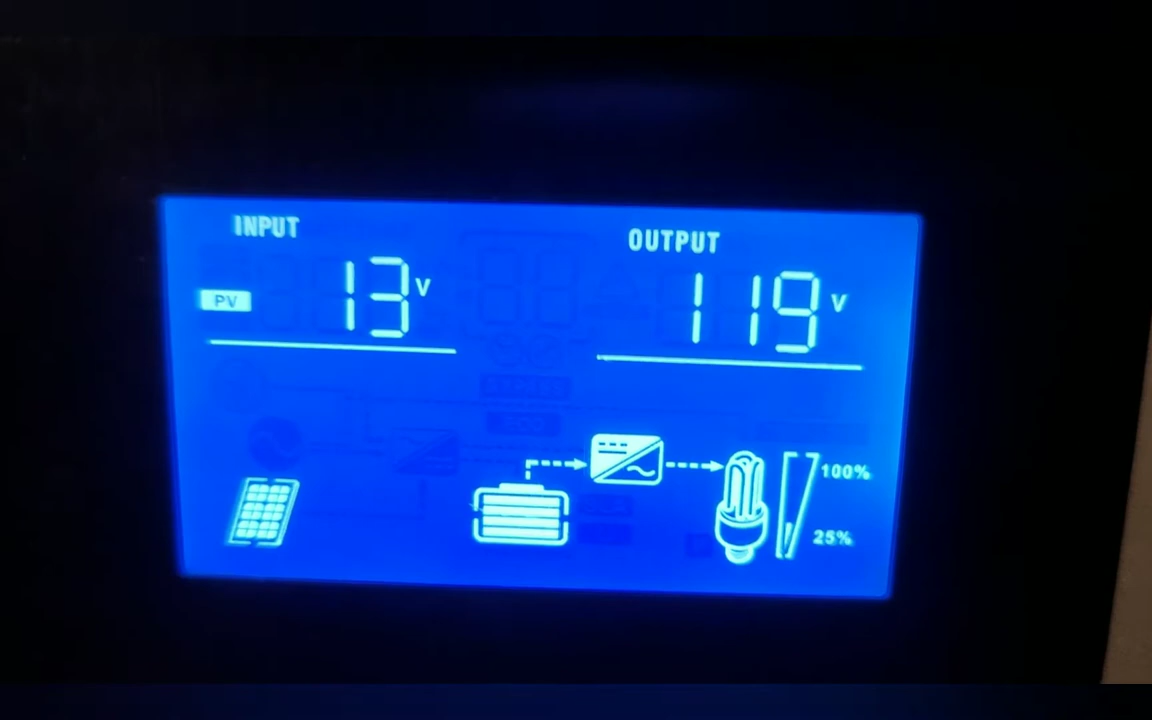 INPUT
OUTPUT
PV 13 V
119 V
100%
25%